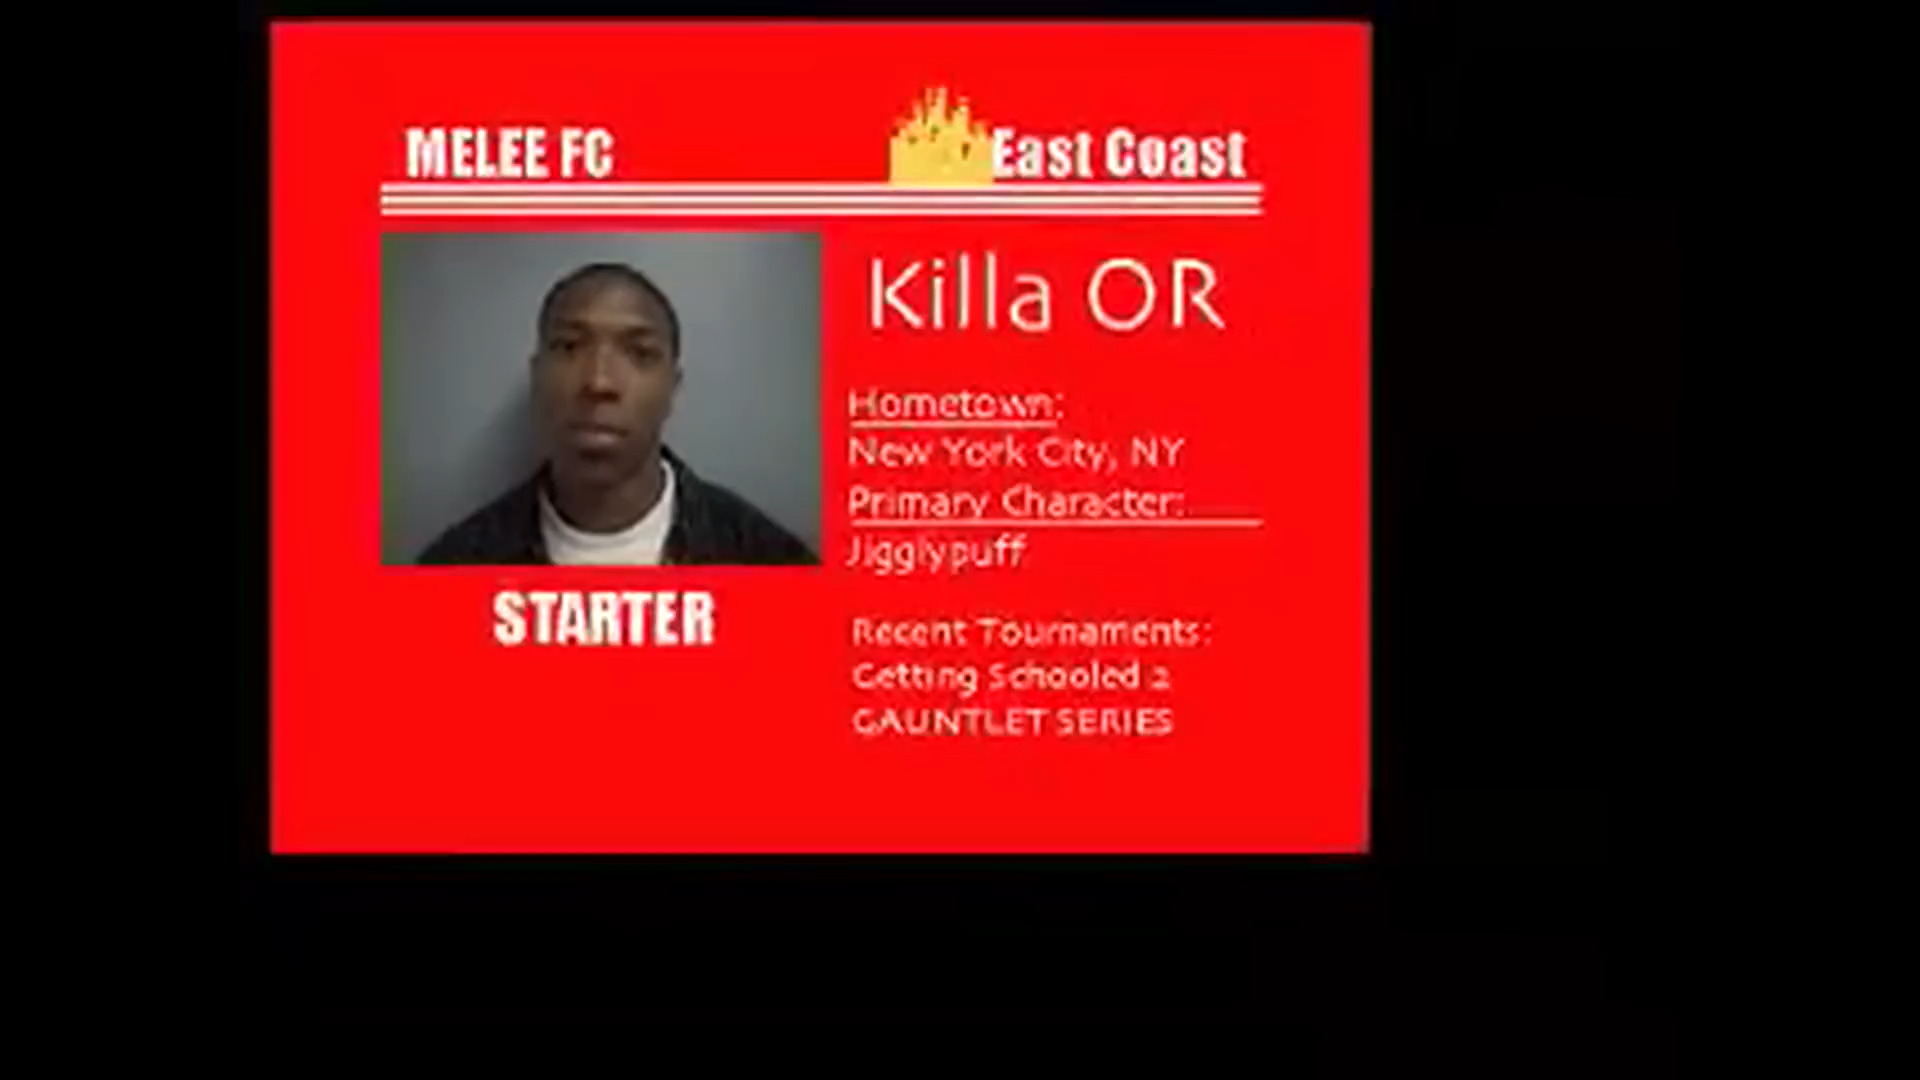 MELEE FC
East Coast
Killa OR
Hometown:
New York City, NY
Primary Character:
Jigglypuff
STARTER
Recent Tournaments:
Getting Schooled 2
GAUNTLET SERIES